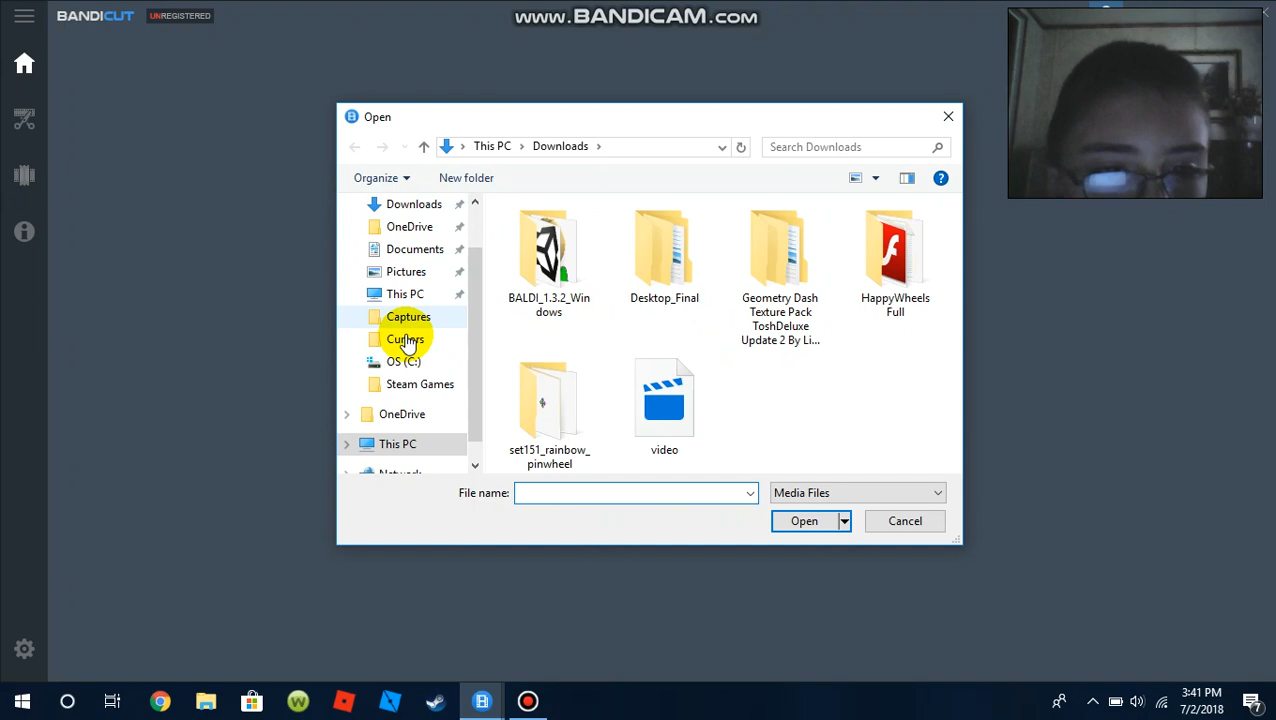 BANDICUT UNREGISTERED
www.BANDICAM.com
Open
This PC Downloads
Search Downloads
Organize New folder
Downloads
OneDrive
Documents
Pictures
This PC
Captures
Cursors
OS (C:)
Steam Games
OneDrive
This PC
Network
BALDI_1.3.2_Win
dows
Desktop_Final
Geometry Dash
Texture Pack
ToshDeluxe
Update 2 By Li...
HappyWheels
Full
set151_rainbow_
pinwheel
video
File name:
Media Files
Open
Cancel
3:41 PM
7/2/2018
7